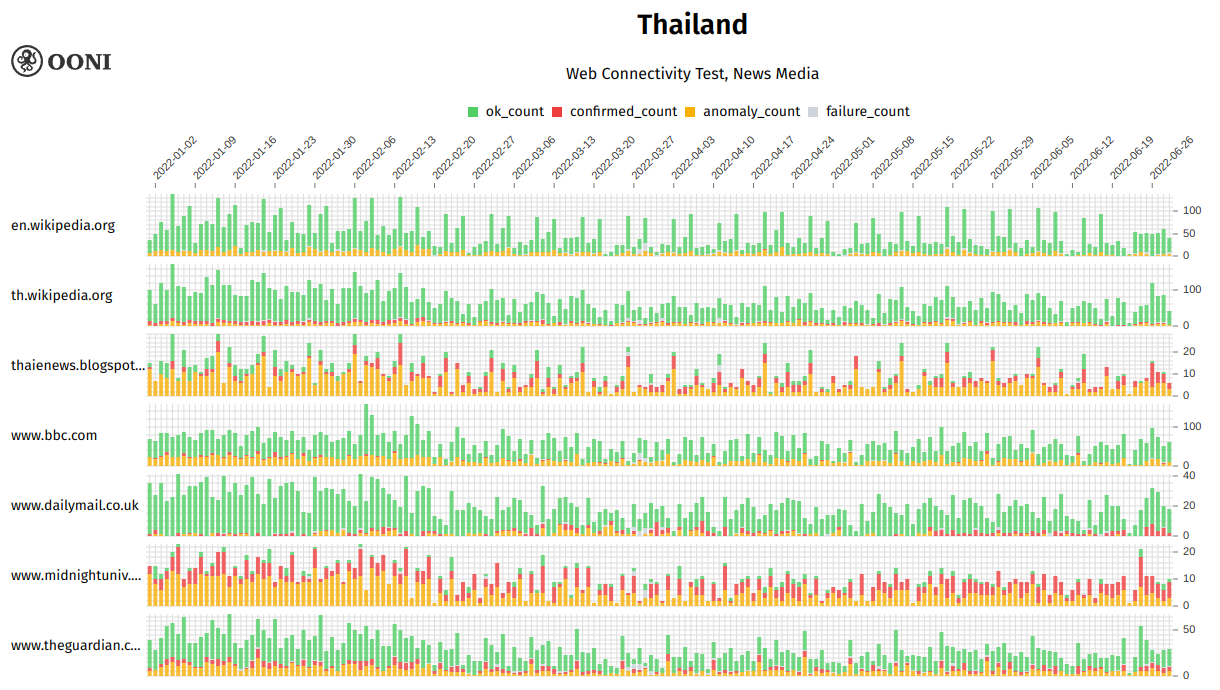 Thailand
OONI
Web Connectivity Test, News Media
ok_count confirmed_count anomaly_count failure_count
2022-01-02 2022-01-09 2022-01-16 2022-01-23 2022-01-30 2022-02-06 2022-02-13 2022-02-20 2022-02-27 2022-03-06 2022-03-13 2022-03-20 2022-03-27 2022-04-03 2022-04-10 2022-04-17 2022-04-24 2022-05-01 2022-05-08 2022-05-15 2022-05-22 2022-05-29 2022-06-05 2022-06-12 2022-06-19 2022-06-26
100
en.wikipedia.org
50
0
th.wikipedia.org
100
0
20
thaienews.blogspot...
10
0
www.bbc.com
100
0
40
www.dailymail.co.uk
20
0
20
www.midnightuniv....
10
0
50
www.theguardian.c...
0